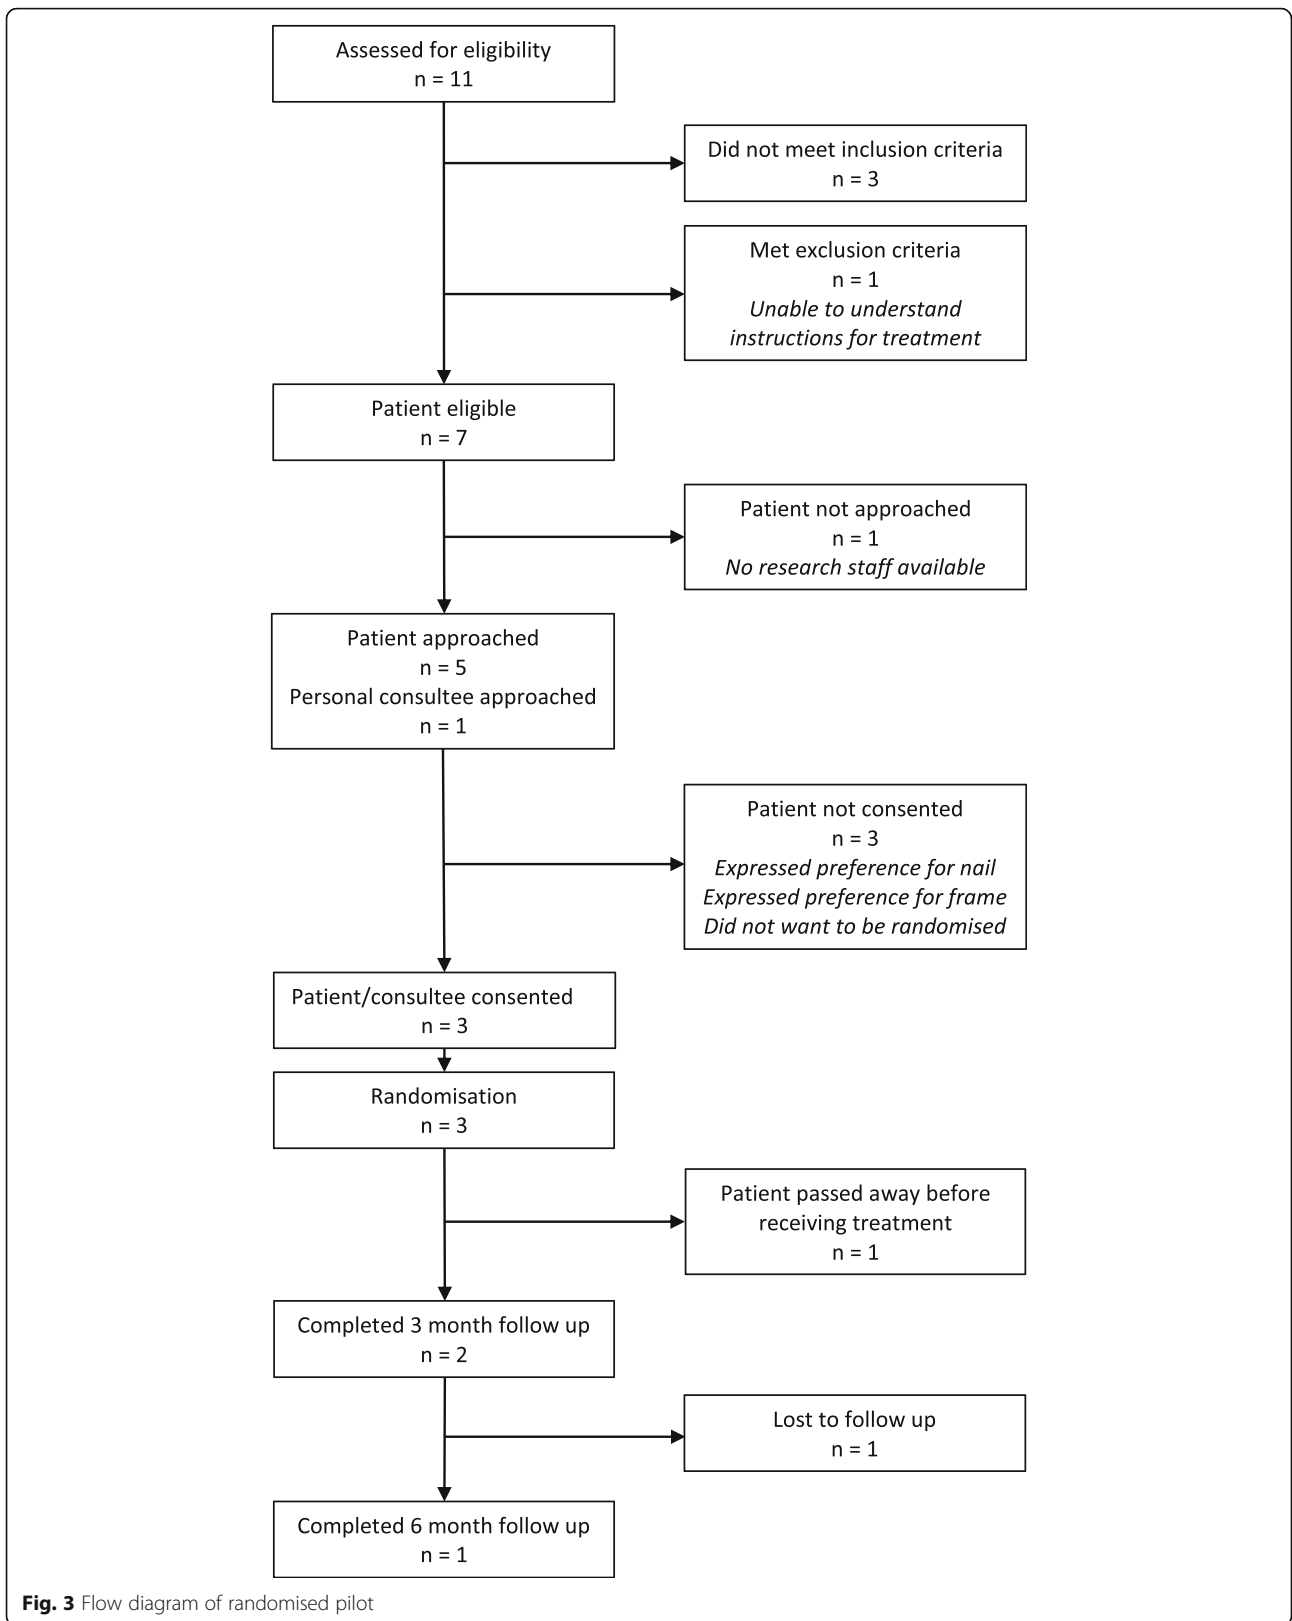 Assessed for eligibility
n = 11
Did not meet inclusion criteria
n = 3
Met exclusion criteria
n = 1
Unable to understand
instructions for treatment
Patient eligible
n = 7
Patient not approached
n = 1
No research staff available
Patient approached
n = 5
Personal consultee approached
n = 1
Patient not consented
n = 3
Expressed preference for nail
Expressed preference for frame
Did not want to be randomised
Patient/consultee consented
n = 3
Randomisation
n = 3
Patient passed away before
receiving treatment
n = 1
Completed 3 month follow up
n = 2
Lost to follow up
n = 1
Completed 6 month follow up
n = 1
Fig. 3 Flow diagram of randomised pilot